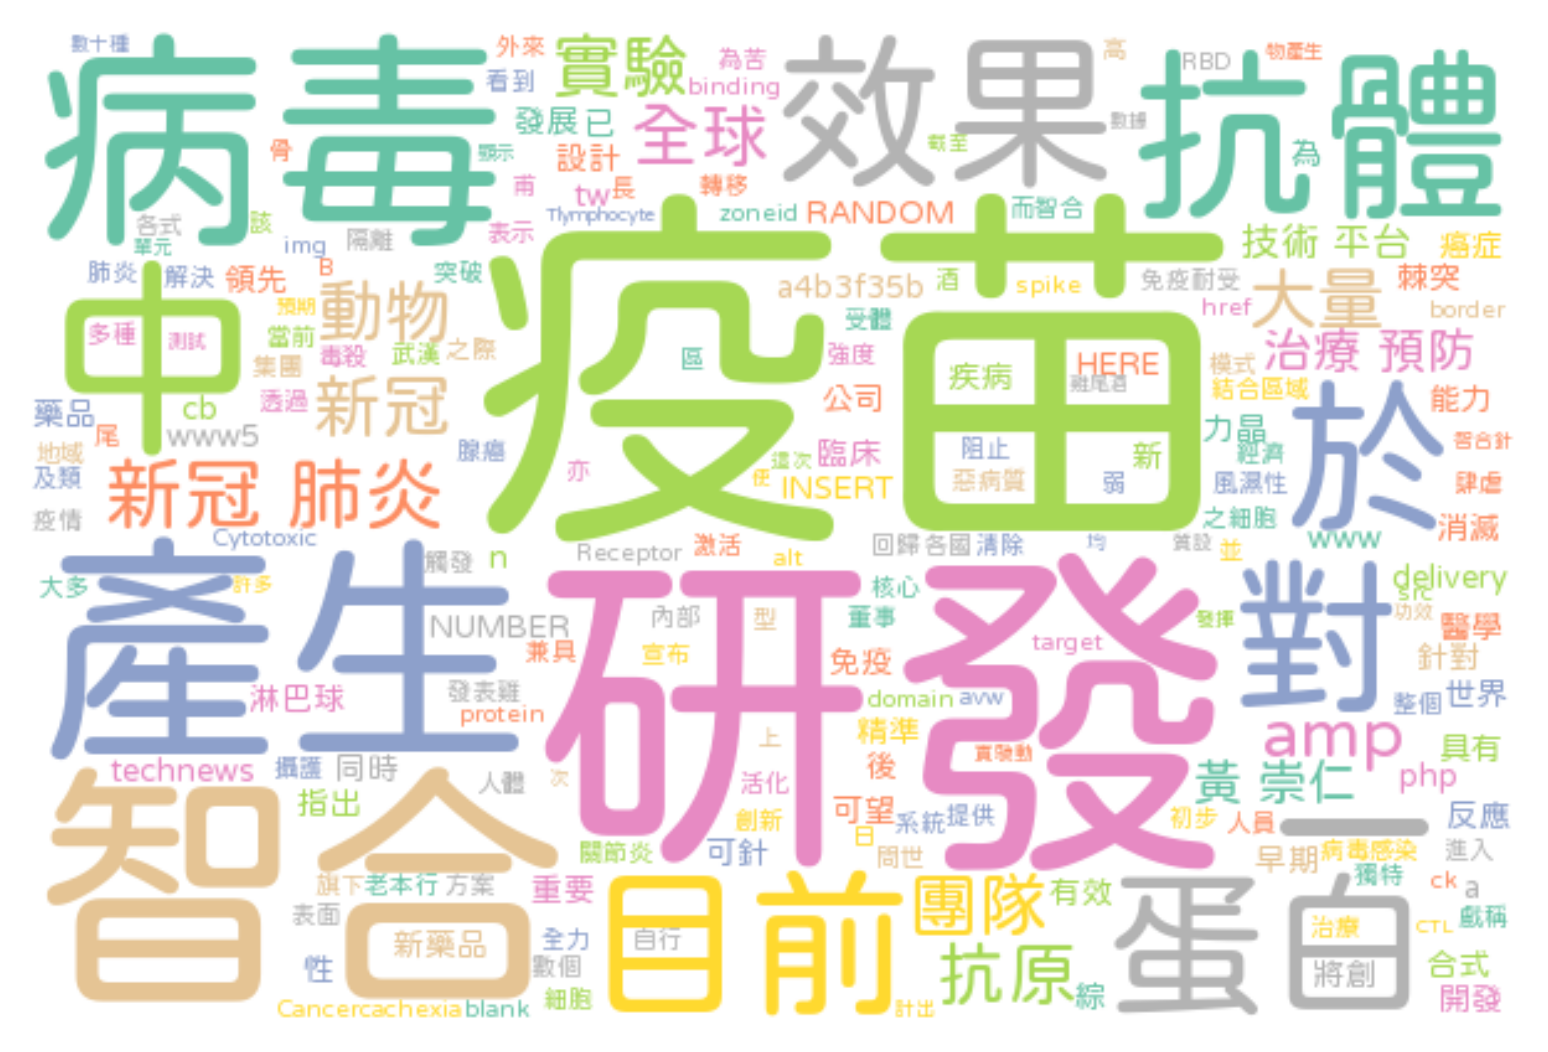 數十種
病毒
外來
看到
實驗
為苦
binding
效果
高
RBD
物產生
抗體
發展 已
全球
數據
骨
顯示
設計
截至
為
甫
tw
長
轉移
各式
該
單元
img
隔離
表示
Tlymphocyte
zoneid
RANDOM
而智合
技術 平台
癌症
肺炎
解決
領先
B
突破
疫苗
a4b3f35b
酒
spike
免疫耐受
大量
棘突
href
border
中
多種
測試
預期
動物
當前
毒殺
武漢
之際
受體
區
強度
疾病
HERE
雞尾酒
治療 預防
模式
集團
透過
新冠
公司
結合區域
能力
藥品
cb
尾
www5
地域
及類
疫情
新冠 肺炎
腺癌
亦
這次
便
臨床
INSERT
阻止
惡病質
新
弱
力晶
經濟
風濕性
於
智合針
肆虐
之細胞
www
消滅
Cytotoxic
觸發
n
Receptor
激活
alt
回歸
各國
清除
均
質設
並
大多
許多
產生
研發
核心
董事
對
delivery
src
功效
發揮
醫學
針對
NUMBER
兼具
內部
型
宣布
免疫
target
淋巴球
發表雞
protein
domain
avw
整個
世界
精準
上
實驗動
amp
具有
technews
攝護
同時
人體
次
活化
後
黃 崇仁
php
指出
創新
可望
日
系統
提供
初步
人員
一
反應
智合
關節炎
可針
問世
早期
病毒感染
進入
旗下
老本行
方案
重要
目前
團隊
有效
蛋白
獨特
ck
a
表面
新藥品
全力
自行
治療
CTL
戲稱
性
數個
抗原
將創
合式
Cancercachexia
blank
細胞
計出
綜
開發